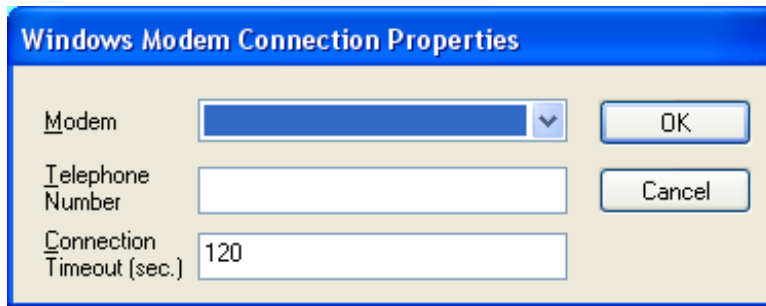 Windows Modem Connection Properties
Modem
OK
Telephone
Number
Cancel
Connection
Timeout (sec.)
120